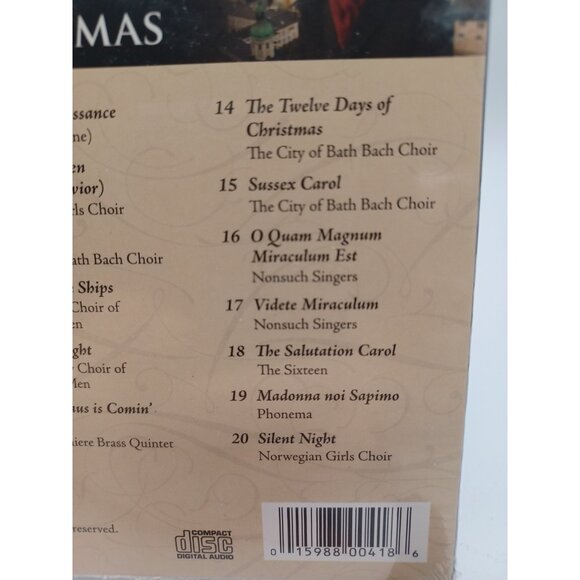 MAS
ssance
ne)
en
vior)
rls Choir
ath Bach Choir
Ships
Choir of
en
ght
Choir of
Men
aus is Comin'
iere Brass Quintet
reserved.
14 The Twelve Days of
Christmas
The City of Bath Bach Choir
15 Sussex Carol
The City of Bath Bach Choir
16 O Quam Magnum
Miraculum Est
Nonsuch Singers
17 Videte Miraculum
Nonsuch Singers
18 The Salutation Carol
The Sixteen
19 Madonna noi Sapimo
Phonema
20 Silent Night
Norwegian Girls Choir
COMPACT
disc
DIGITAL AUDIO
0 15988 00418 6